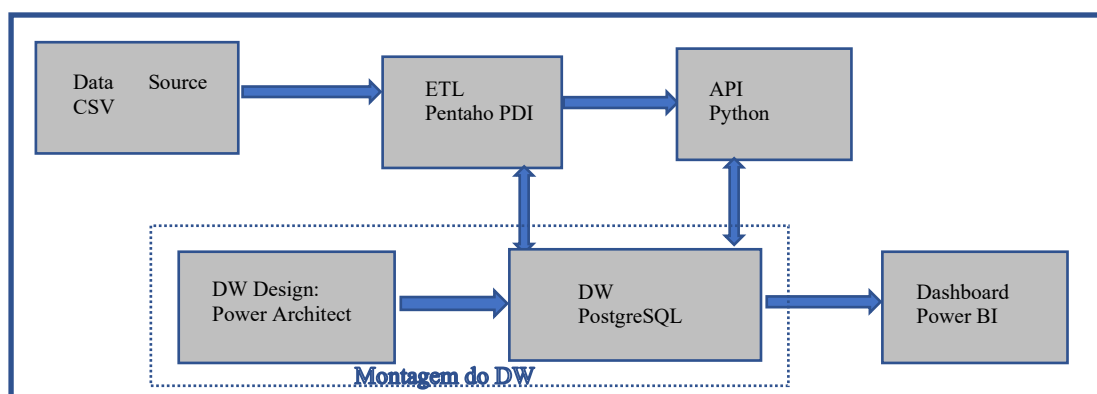 Data Source
CSV
ETL
Pentaho PDI
API
Python
DW Design:
Power Architect
DW
PostgreSQL
Dashboard
Power BI
Montagem do DW